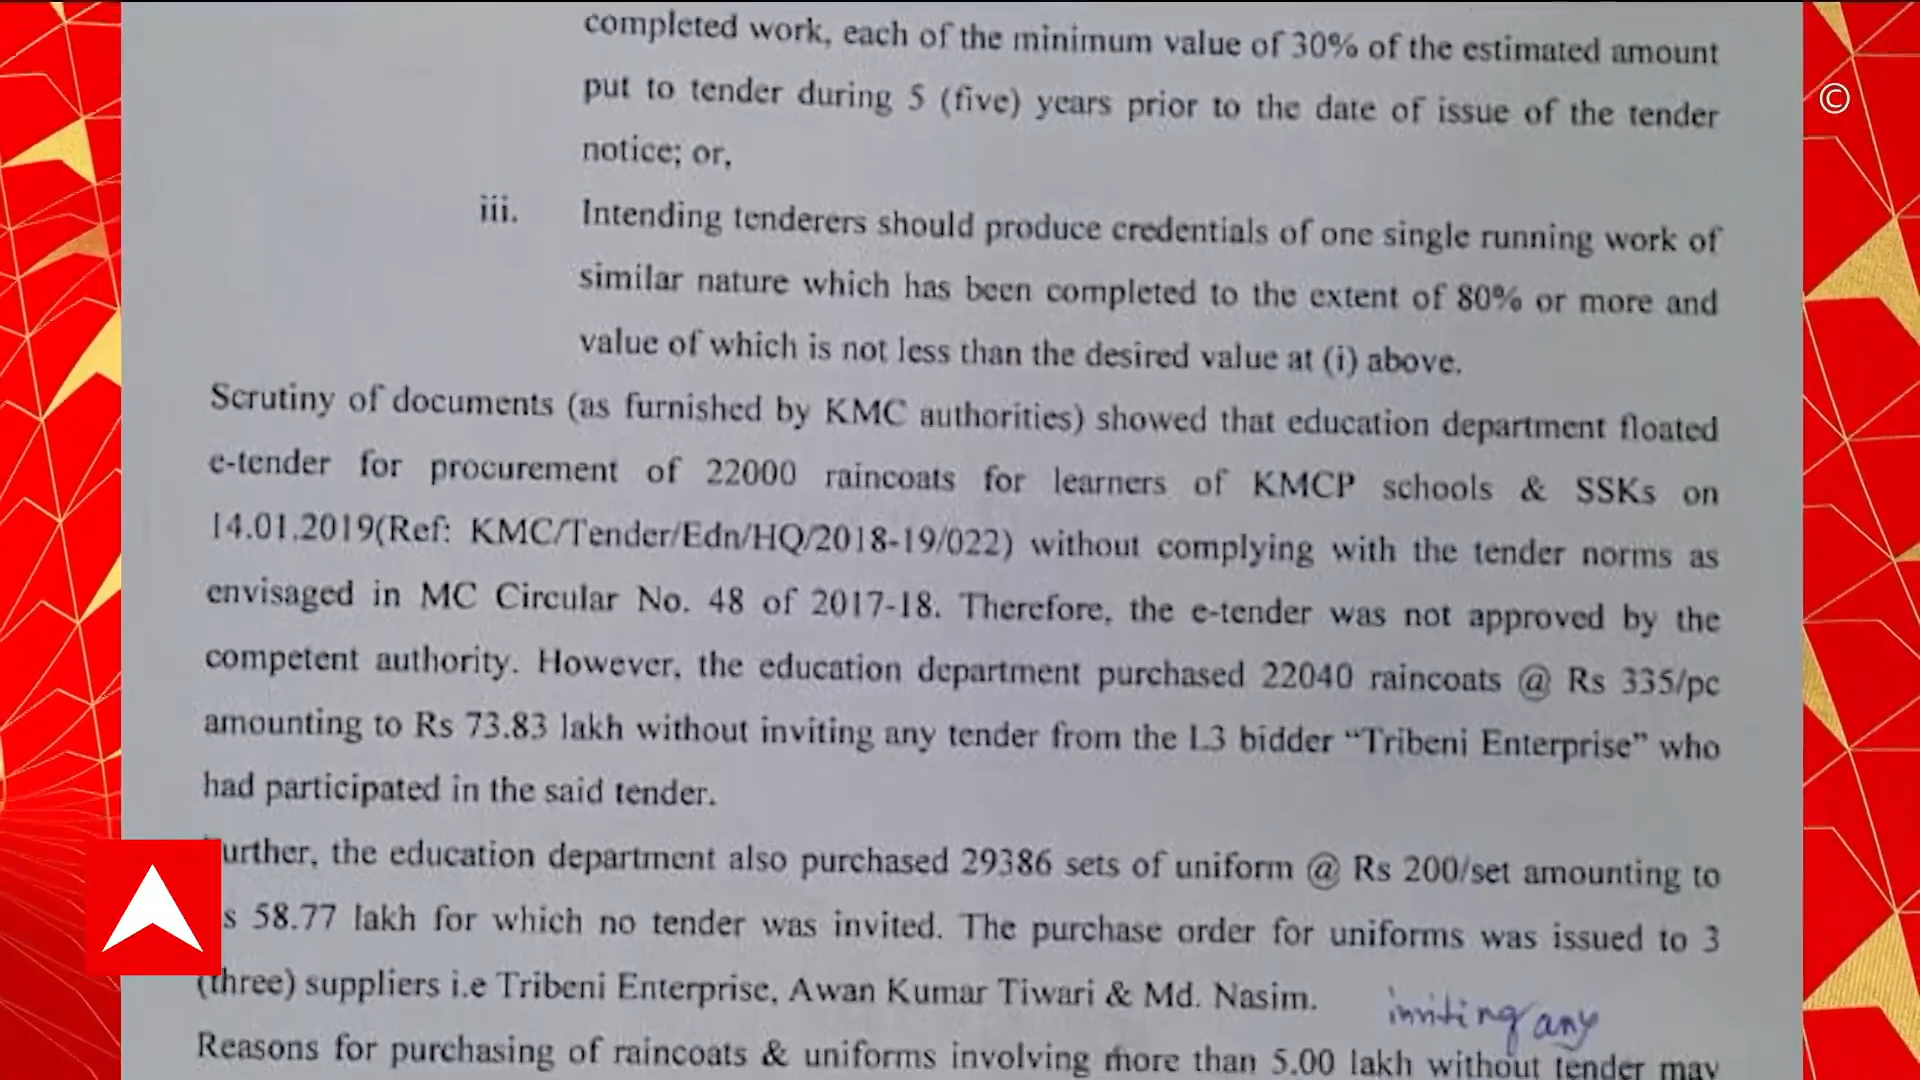 completed work, each of the minimum value of 30% of the estimated amount
put to tender during 5 (five) years prior to the date of issue of the tender
notice; or,
iii. Intending tenderers should produce credentials of one single running work of
similar nature which has been completed to the extent of 80% or more and
value of which is not less than the desired value at (i) above.
©
Scrutiny of documents (as furnished by KMC authorities) showed that education department floated
e-tender for procurement of 22000 raincoats for learners of KMCP schools & SSKs on
14.01.2019(Ref: KMC/Tender/Edn/HQ/2018-19/022) without complying with the tender norms as
envisaged in MC Circular No. 48 of 2017-18. Therefore, the e-tender was not approved by the
competent authority. However, the education department purchased 22040 raincoats @ Rs 335/pc
amounting to Rs 73.83 lakh without inviting any tender from the L3 bidder “Tribeni Enterprise” who
had participated in the said tender.
urther, the education department also purchased 29386 sets of uniform @ Rs 200/set amounting to
s 58.77 lakh for which no tender was invited. The purchase order for uniforms was issued to 3
(three) suppliers i.e Tribeni Enterprise, Awan Kumar Tiwari & Md. Nasim.
inviting any
Reasons for purchasing of raincoats & uniforms involving more than 5.00 lakh without tender may